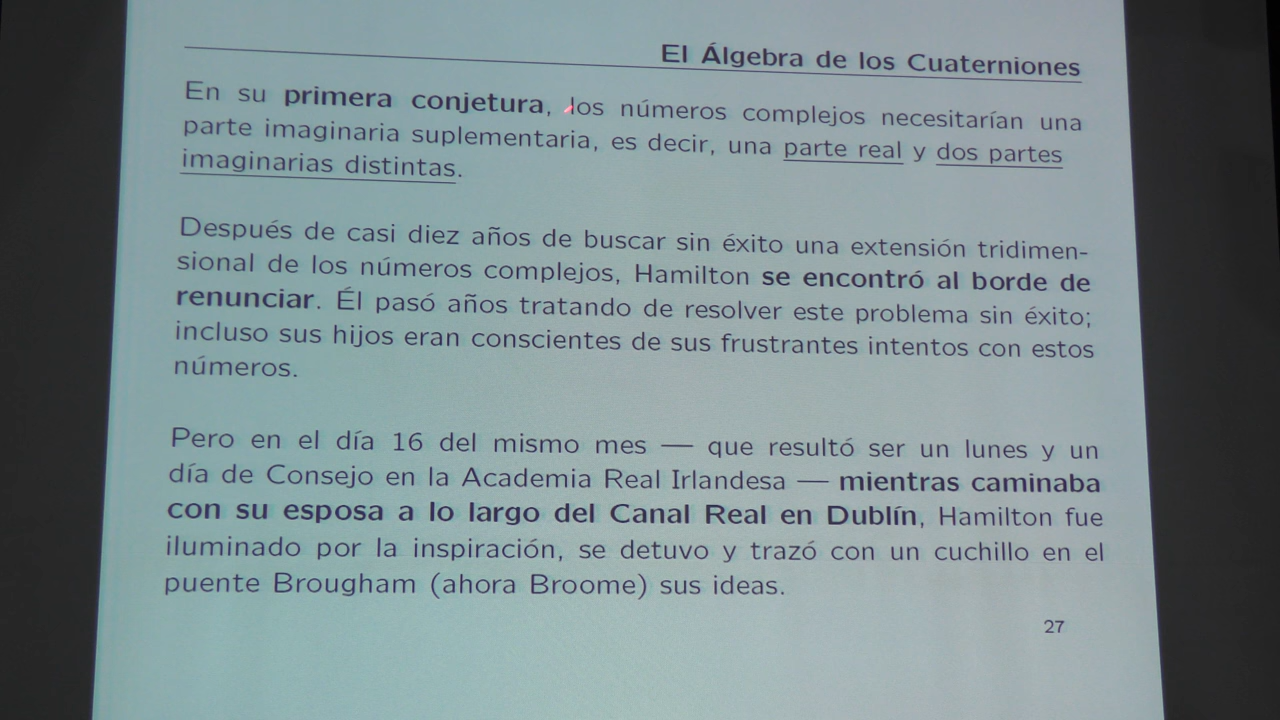 El Álgebra de los Cuaterniones
En su primera conjetura, los números complejos necesitarían una
parte imaginaria suplementaria, es decir, una parte real y dos partes
imaginarias distintas.
Después de casi diez años de buscar sin éxito una extensión tridimen-
sional de los números complejos, Hamilton se encontró al borde de
renunciar. Él pasó años tratando de resolver este problema sin éxito;
incluso sus hijos eran conscientes de sus frustrantes intentos con estos
números.
Pero en el día 16 del mismo mes — que resultó ser un lunes y un
día de Consejo en la Academia Real Irlandesa — mientras caminaba
con su esposa a lo largo del Canal Real en Dublín, Hamilton fue
iluminado por la inspiración, se detuvo y trazó con un cuchillo en el
puente Brougham (ahora Broome) sus ideas.
27